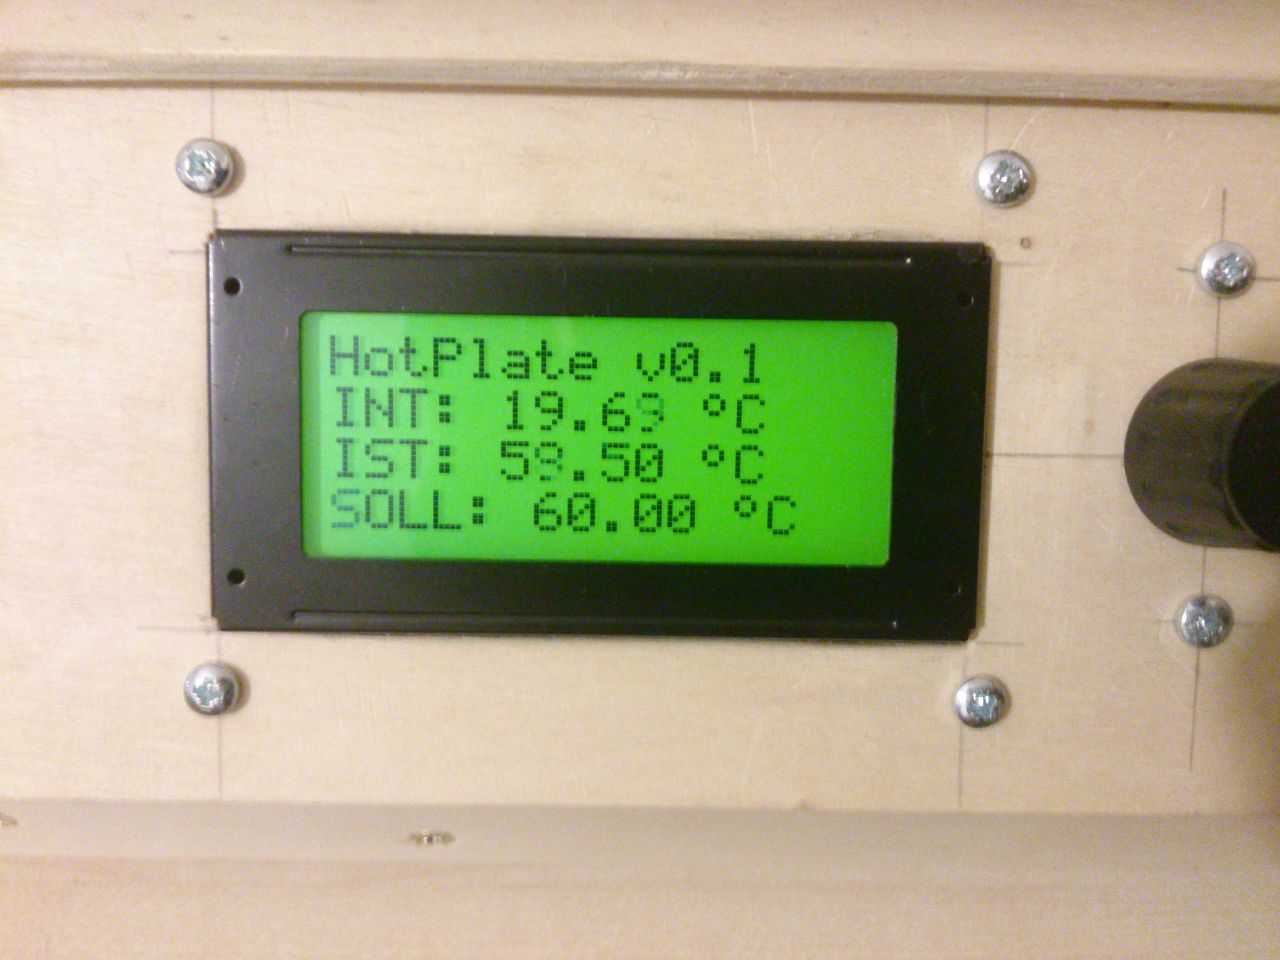 HotPlate v0.1
INT: 19.69 °C
IST: 59.50 °C
SOLL: 60.00 °C